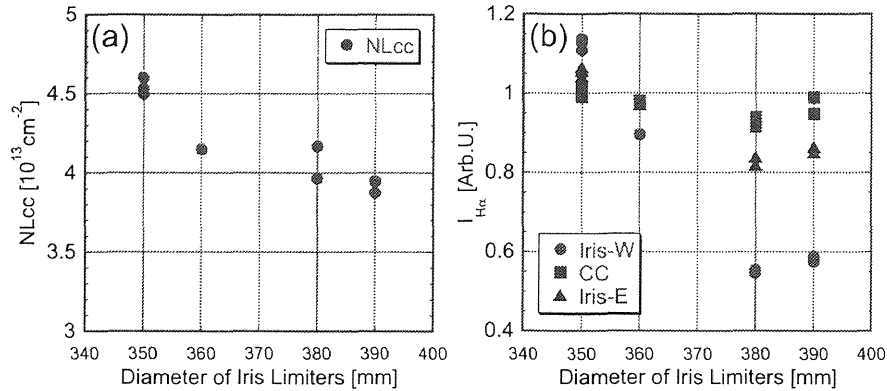 (a)
NLcc
5
4.5
4
3.5
3
NLcc [10¹³cm⁻²]
340 350 360 370 380 390 400
Diameter of Iris Limiters [mm]
(b)
1.2
1
0.8
0.6
0.4
I_Hα [Arb.U.]
Iris-W
CC
Iris-E
340 350 360 370 380 390 400
Diameter of Iris Limiters [mm]